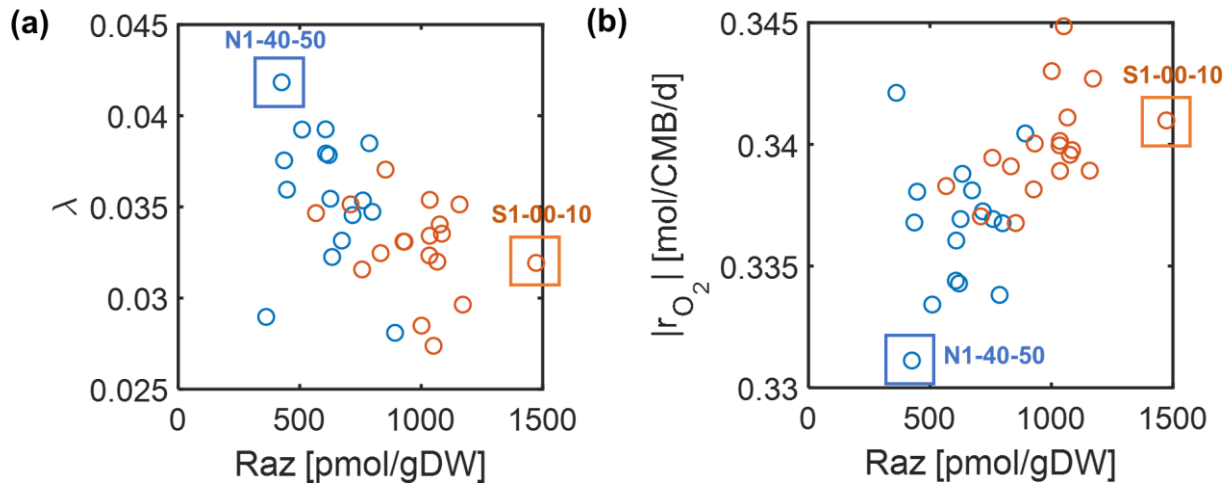 (a)
N1-40-50
S1-00-10
0.045
0.04
0.035
0.03
0.025
λ
0
500
1000
1500
Raz [pmol/gDW]
(b)
S1-00-10
N1-40-50
0.345
0.34
0.335
0.33
|r_{O_2}| [mol/CMB/d]
0
500
1000
1500
Raz [pmol/gDW]